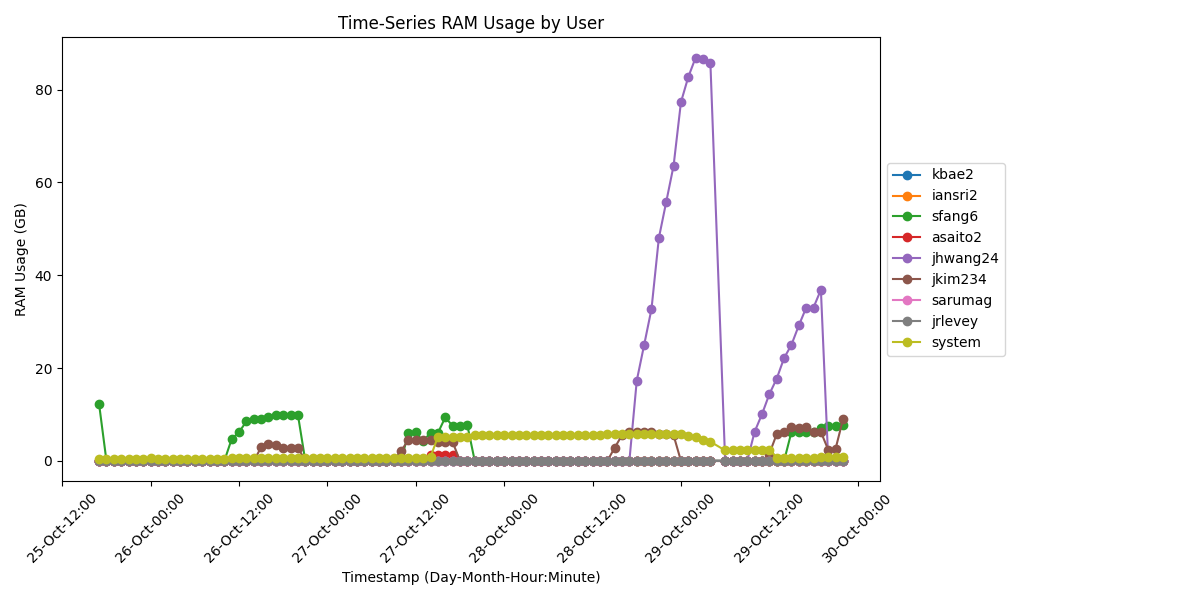 Time-Series RAM Usage by User
RAM Usage (GB)
80
60
40
20
0
25-Oct-12:00
26-Oct-00:00
26-Oct-12:00
27-Oct-00:00
27-Oct-12:00
28-Oct-00:00
28-Oct-12:00
29-Oct-00:00
29-Oct-12:00
30-Oct-00:00
Timestamp (Day-Month-Hour:Minute)
kbae2
iansri2
sfang6
asaito2
jhwang24
jkim234
sarumag
jrlevey
system